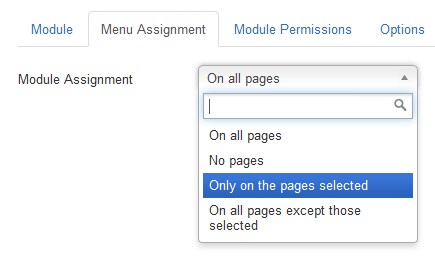 Module Menu Assignment Module Permissions Options
Module Assignment On all pages
On all pages
No pages
Only on the pages selected
On all pages except those
selected